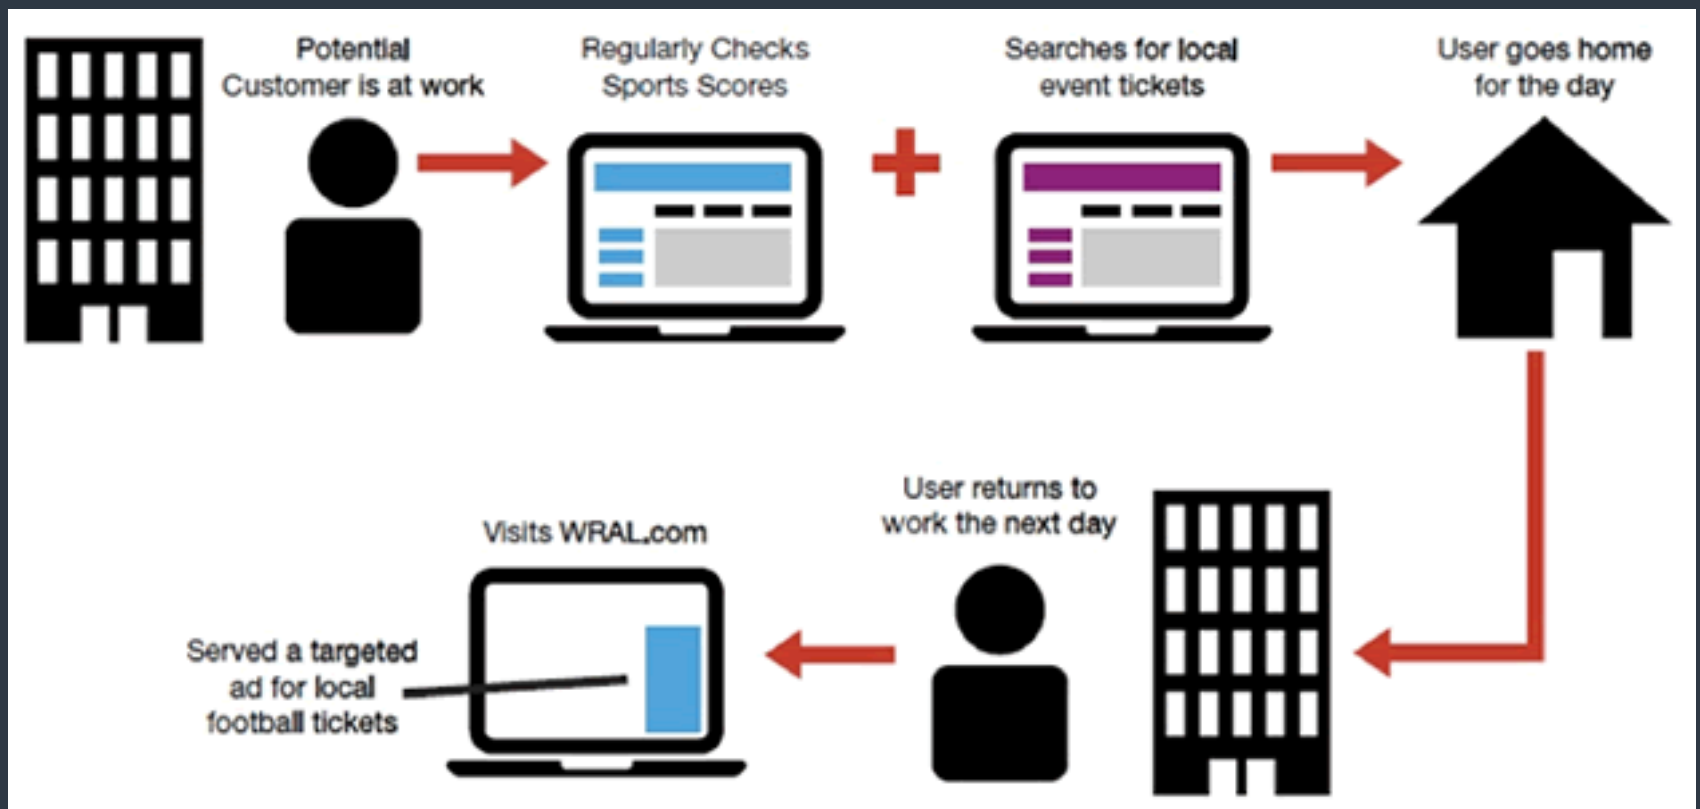 Potential
Customer is at work
Regularly Checks
Sports Scores
Searches for local
event tickets
User goes home
for the day
User returns to
work the next day
Visits WRAL.com
Served a targeted
ad for local
football tickets